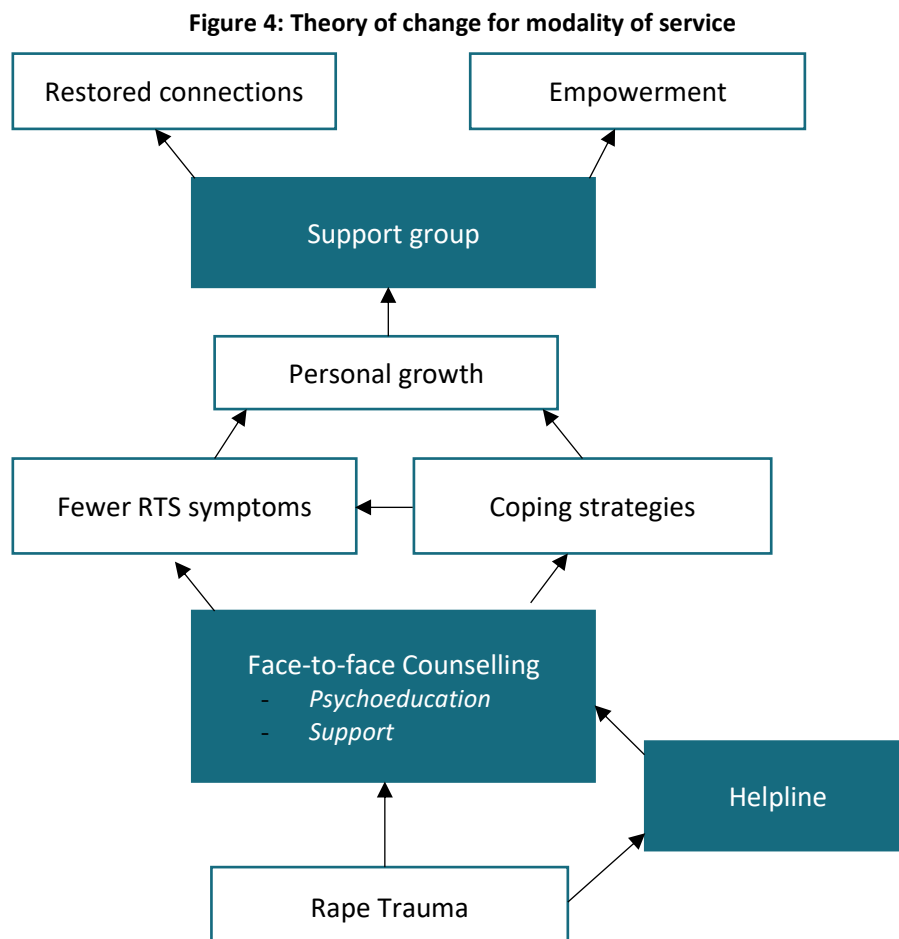 Figure 4: Theory of change for modality of service
Restored connections
Empowerment
Support group
Personal growth
Fewer RTS symptoms
Coping strategies
Face-to-face Counselling
- Psychoeducation
- Support
Helpline
Rape Trauma